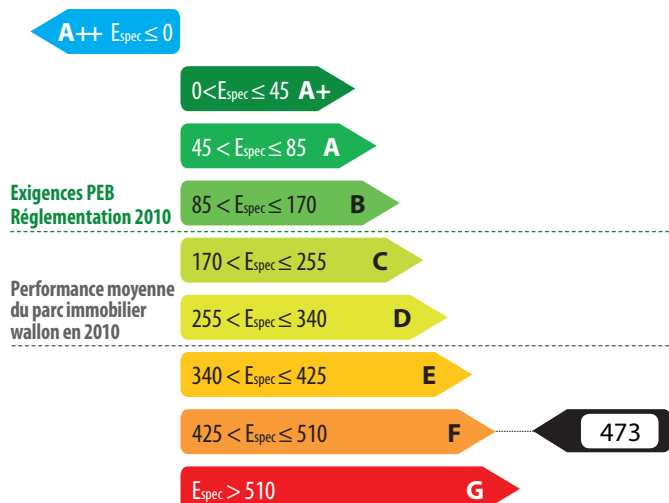 A++ Espec ≤ 0
0<Espec ≤ 45 A+
45 < Espec ≤ 85 A
Exigences PEB
Réglementation 2010
85 < Espec ≤ 170 B
170 < Espec ≤ 255 C
Performance moyenne
du parc immobilier
wallon en 2010
255 < Espec ≤ 340 D
340 < Espec ≤ 425 E
425 < Espec ≤ 510 F
473
Espec > 510 G